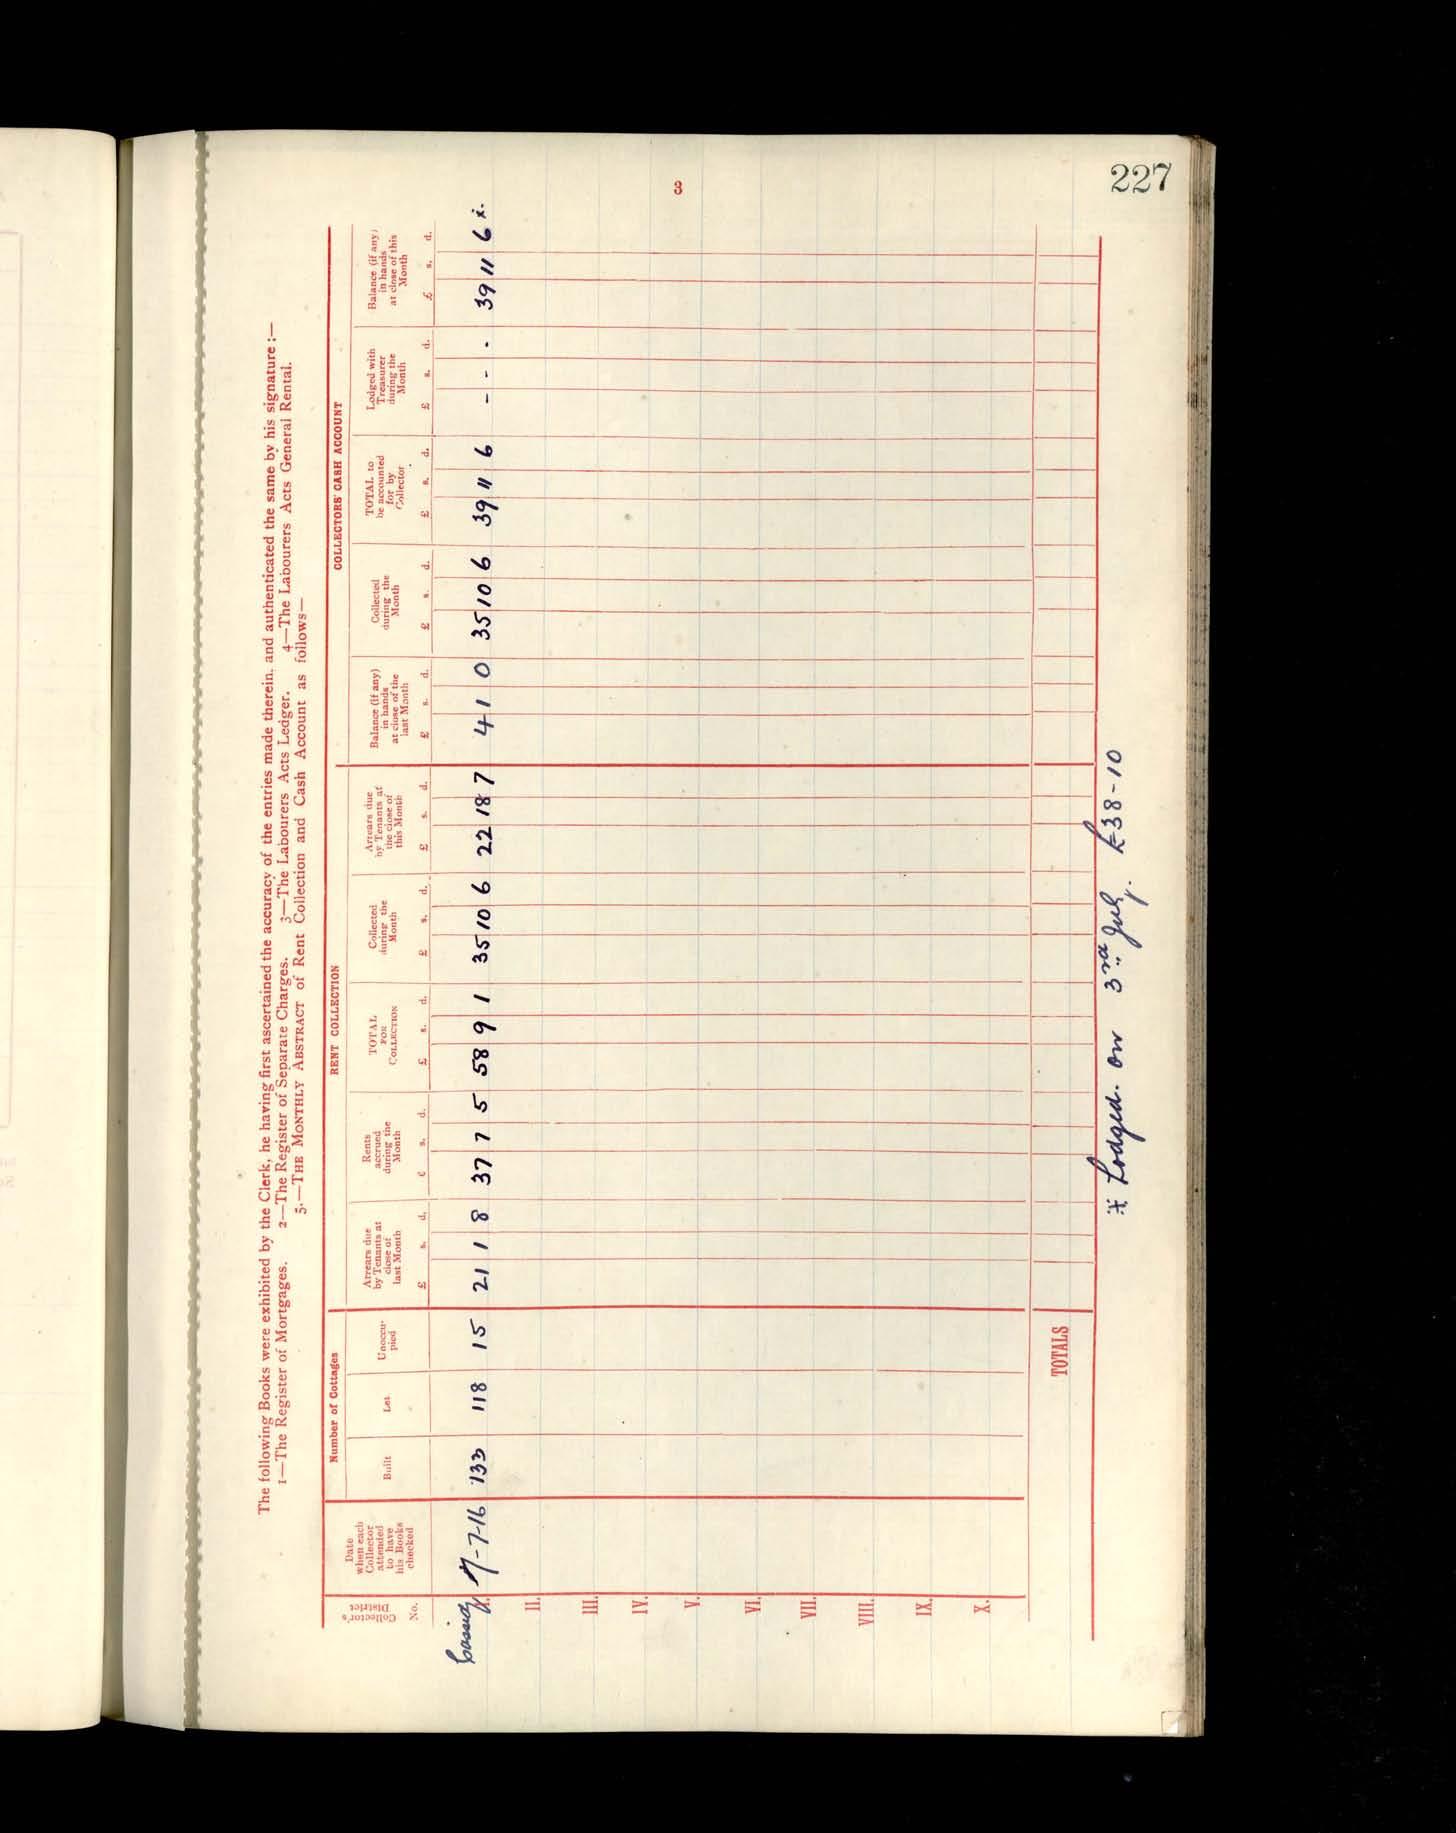 227
3
The following Books were exhibited by the Clerk, he having first ascertained the accuracy of the entries made therein, and authenticated the same by his signature :—
1—The Register of Mortgages. 2—The Register of Separate Charges. 3—The Labourers Acts Ledger. 4—The Labourers Acts General Rental.
5.—THE MONTHLY ABSTRACT of Rent Collection and Cash Account as follows—
Collector's District No.
Date when each Collector attended to have his Books checked
Number of Cottages
Built
Let
Unoccupied
RENT COLLECTION
Arrears due by Tenants at close of last Month £ s. d.
Rents accrued during the Month £ s. d.
TOTAL FOR COLLECTION £ s. d.
Collected during the Month £ s. d.
Arrears due by Tenants at the close of this Month £ s. d.
COLLECTORS' CASH ACCOUNT
Balance (if any) in hands at close of the last Month £ s. d.
Collected during the Month £ s. d.
TOTAL to be accounted for by Collector £ s. d.
Lodged with Treasurer during the Month £ s. d.
Balance (if any) in hands at close of this Month £ s. d.
I. 7-7-16 133 118 15 21 1 8 37 7 5 58 9 1 35 10 6 22 18 7 4 1 0 35 10 6 39 11 6 - - - 39 11 6 ※
II.
III.
IV.
V.
VI.
VII.
VIII.
IX.
X.
TOTALS
※ Lodged on 3rd July. £38-10